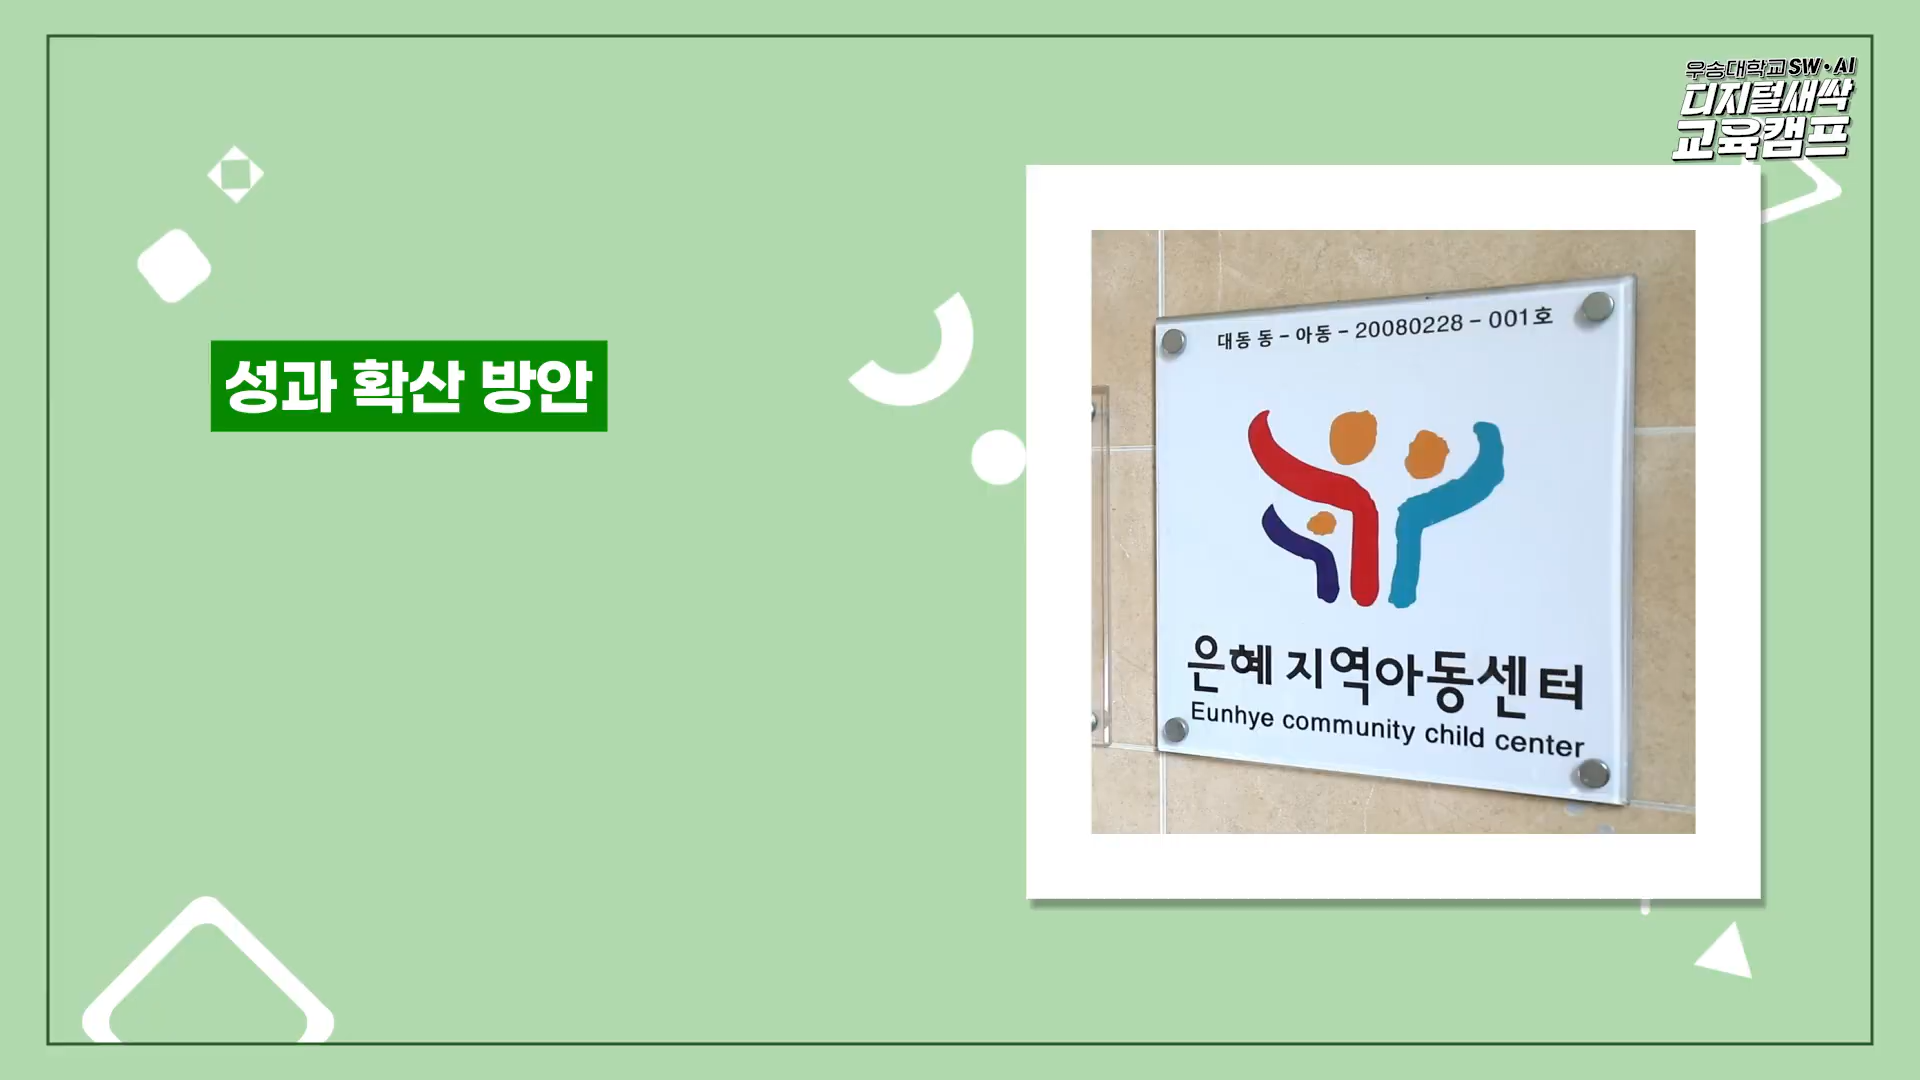 우송대학교 SW·AI
디지털새싹
교육캠프
성과 확산 방안
대동 동-아동-20080228-001호
은혜 지역아동센터
Eunhye community child center